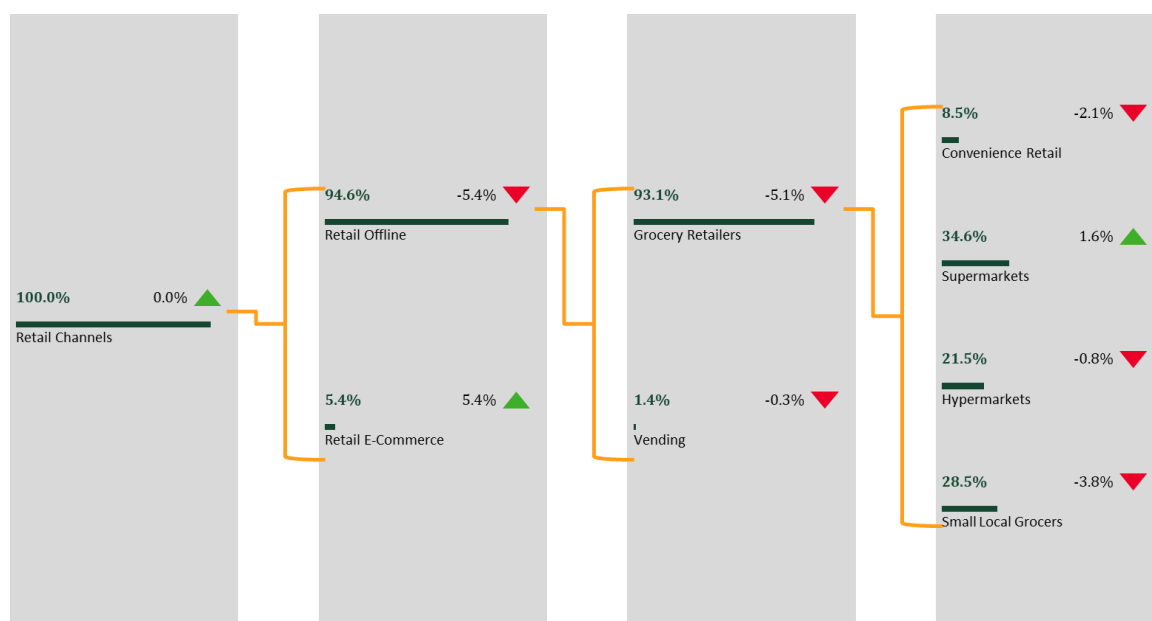 100.0% 0.0%
Retail Channels
94.6% -5.4%
Retail Offline
5.4% 5.4%
Retail E-Commerce
93.1% -5.1%
Grocery Retailers
1.4% -0.3%
Vending
8.5% -2.1%
Convenience Retail
34.6% 1.6%
Supermarkets
21.5% -0.8%
Hypermarkets
28.5% -3.8%
Small Local Grocers